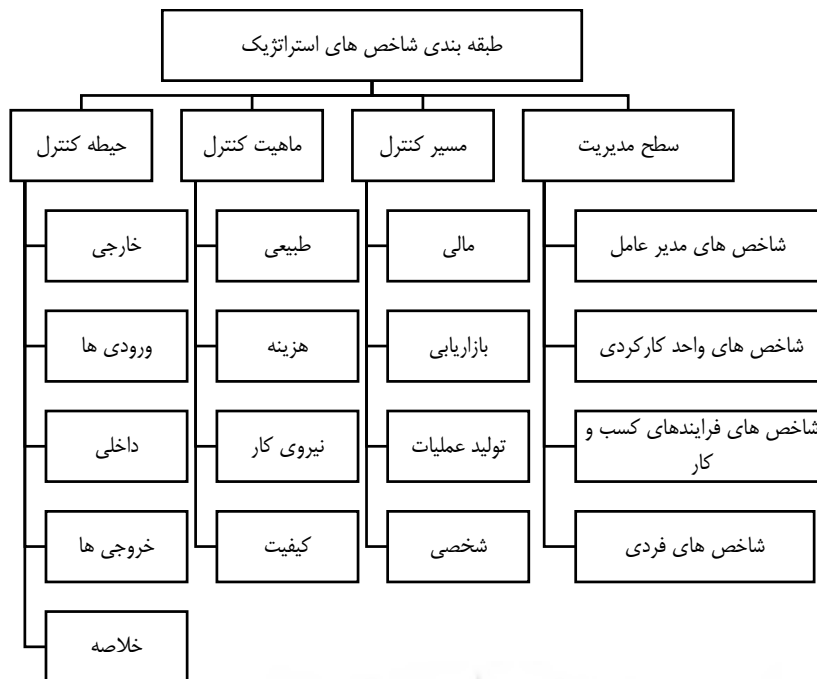 طبقه بندی شاخص های استراتژیک
سطح مدیریت
مسیر کنترل
ماهیت کنترل
حیطه کنترل
شاخص های مدیر عامل
مالی
طبیعی
خارجی
شاخص های واحد کارکردی
بازاریابی
هزینه
ورودی ها
شاخص های فرایندهای کسب و
کار
تولید عملیات
نیروی کار
داخلی
شاخص های فردی
شخصی
کیفیت
خروجی ها
خلاصه